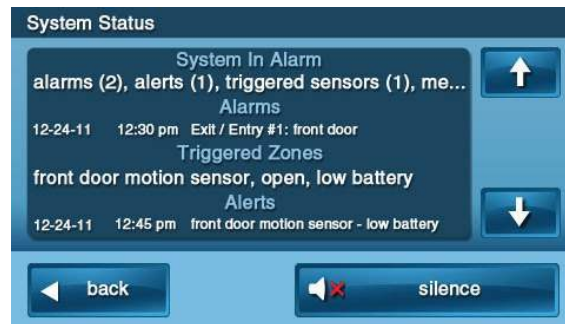 System Status
System In Alarm
alarms (2), alerts (1), triggered sensors (1), me...
Alarms
12-24-11 12:30 pm Exit / Entry #1: front door
Triggered Zones
front door motion sensor, open, low battery
Alerts
12-24-11 12:45 pm front door motion sensor - low battery
back
silence